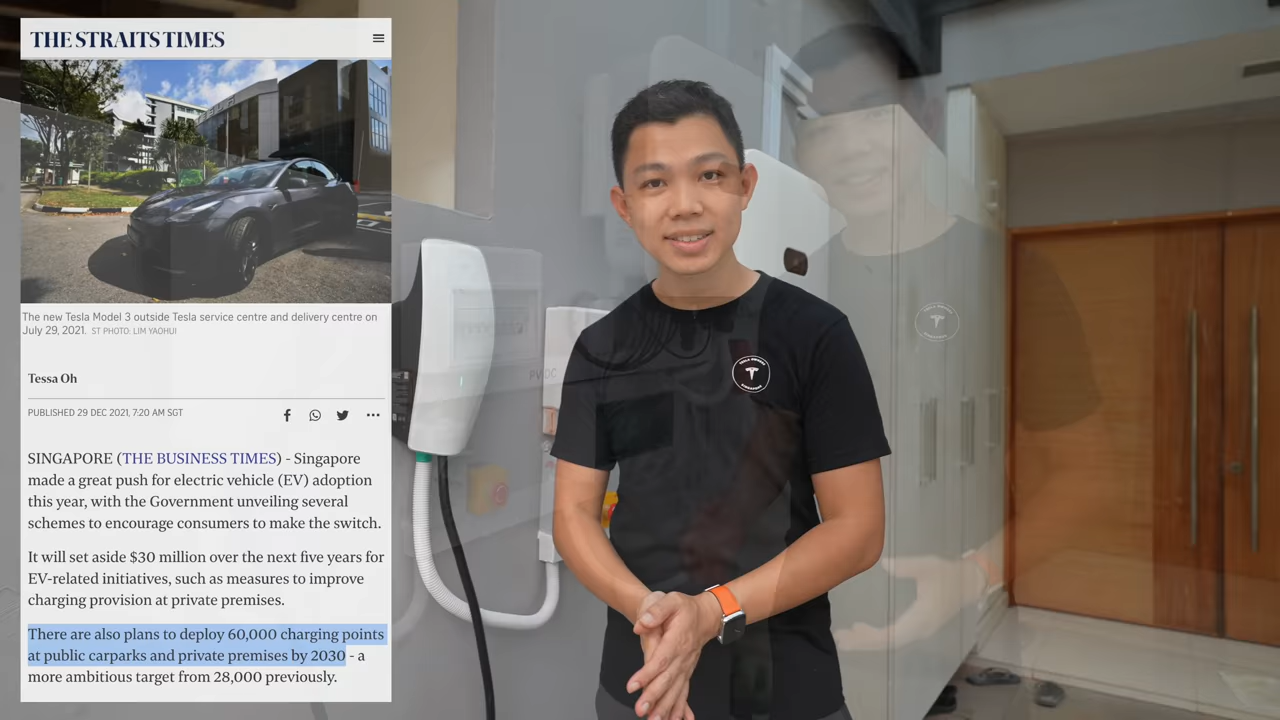 THE STRAITS TIMES
The new Tesla Model 3 outside Tesla service centre and delivery centre on
July 29, 2021. ST PHOTO: LIM YAOHUI
Tessa Oh
PUBLISHED 29 DEC 2021, 7:20 AM SGT
SINGAPORE (THE BUSINESS TIMES) - Singapore
made a great push for electric vehicle (EV) adoption
this year, with the Government unveiling several
schemes to encourage consumers to make the switch.
It will set aside $30 million over the next five years for
EV-related initiatives, such as measures to improve
charging provision at private premises.
There are also plans to deploy 60,000 charging points
at public carparks and private premises by 2030 - a
more ambitious target from 28,000 previously.
TESLA OWNERS
SINGAPORE